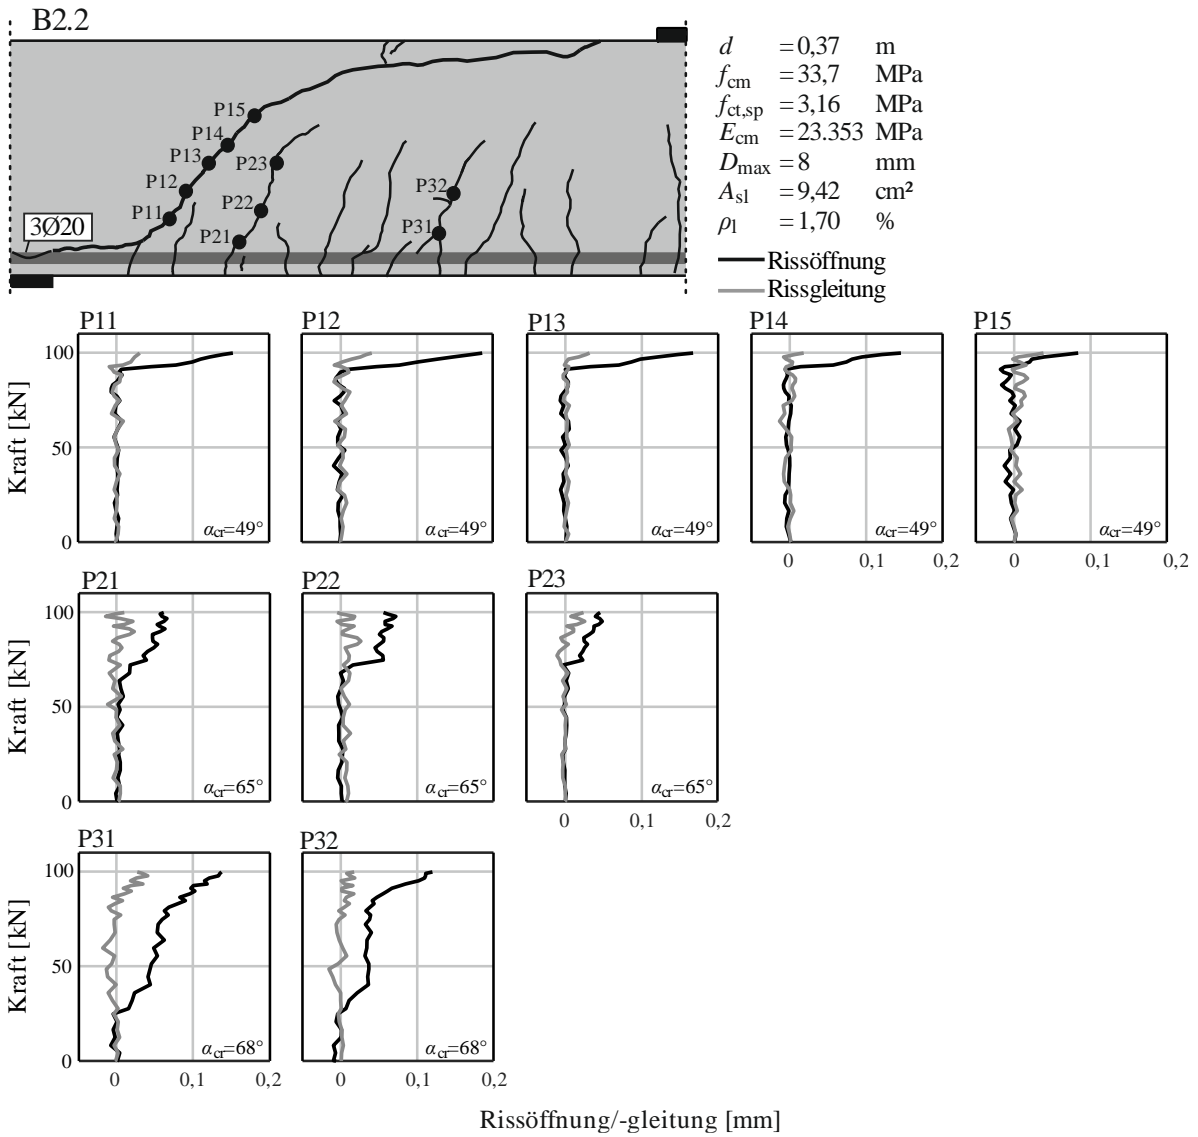 B2.2
P15
P14
P13
P23
P12
P32
P11
P22
3Ø20
P21
P31
d =0,37 m
fcm =33,7 MPa
fct,sp =3,16 MPa
Ecm =23.353 MPa
Dmax =8 mm
Asl =9,42 cm²
ρl =1,70 %
Rissöffnung
Rissgleitung
P11 P12 P13 P14 P15
Kraft [kN]
100
50
0
αcr=49° αcr=49° αcr=49° αcr=49° αcr=49°
0 0,1 0,2 0 0,1 0,2
P21 P22 P23
Kraft [kN]
100
50
0
αcr=65° αcr=65° αcr=65°
0 0,1 0,2
P31 P32
Kraft [kN]
100
50
0
αcr=68° αcr=68°
0 0,1 0,2 0 0,1 0,2
Rissöffnung/-gleitung [mm]